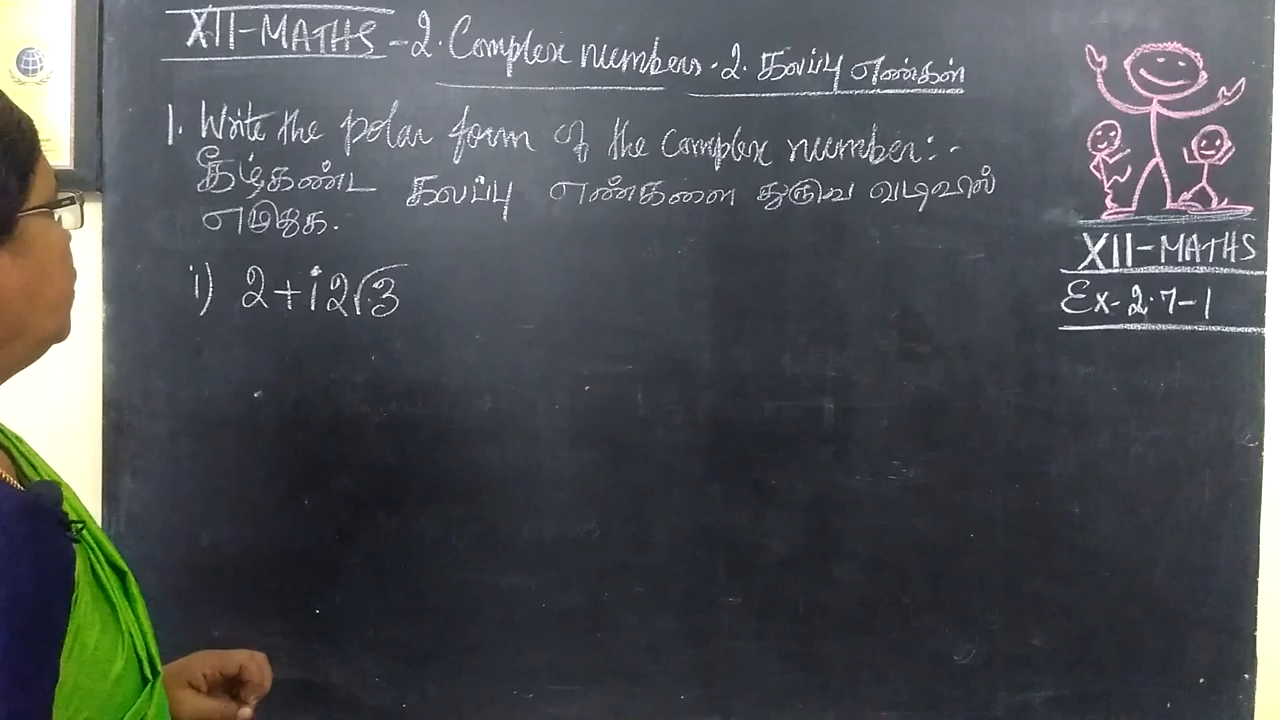 XII-MATHS - 2. Complex numbers - 2. கலப்பு எண்கள்
1. Write the polar form of the complex number:-
கீழ்கண்ட கலப்பு எண்களை துருவ வடிவில்
எழுதுக.
i) 2+i2√3
XII-MATHS
Ex-2.7-1